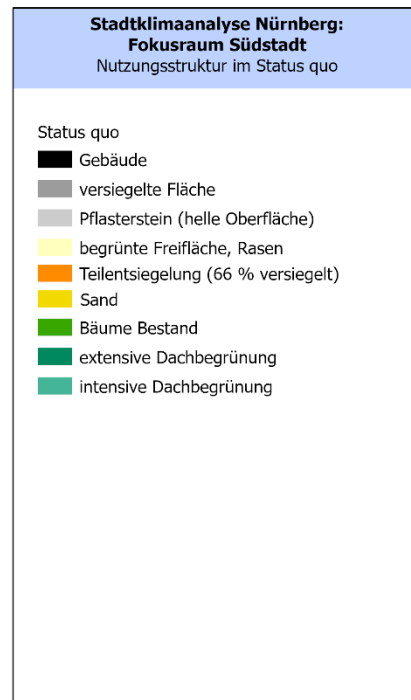 Stadtklimaanalyse Nürnberg:
Fokusraum Südstadt
Nutzungsstruktur im Status quo
Status quo
Gebäude
versiegelte Fläche
Pflasterstein (helle Oberfläche)
begrünte Freifläche, Rasen
Teilentsiegelung (66 % versiegelt)
Sand
Bäume Bestand
extensive Dachbegrünung
intensive Dachbegrünung